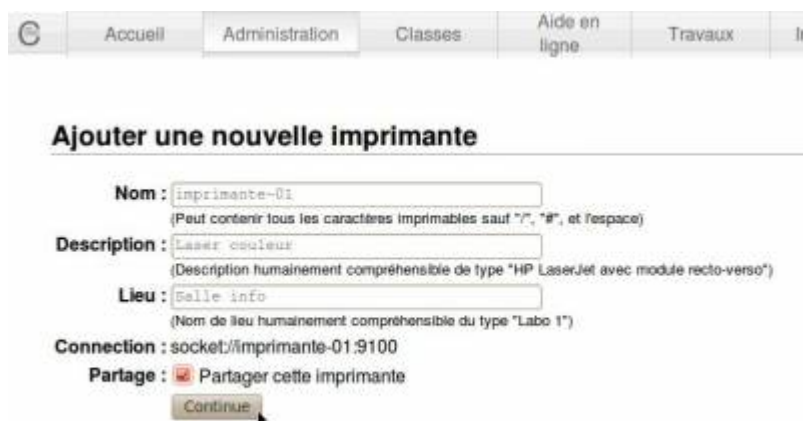 Accueil Administration Classes Aide en ligne Travaux
Ajouter une nouvelle imprimante
Nom : imprimante-01
(Peut contenir tous les caractères imprimables sauf "/", "#", et l'espace)
Description : Laser couleur
(Description humainement compréhensible de type "HP LaserJet avec module recto-verso")
Lieu : Salle info
(Nom de lieu humainement compréhensible du type "Labo 1")
Connection : socket://imprimante-01:9100
Partage : Partager cette imprimante
Continue